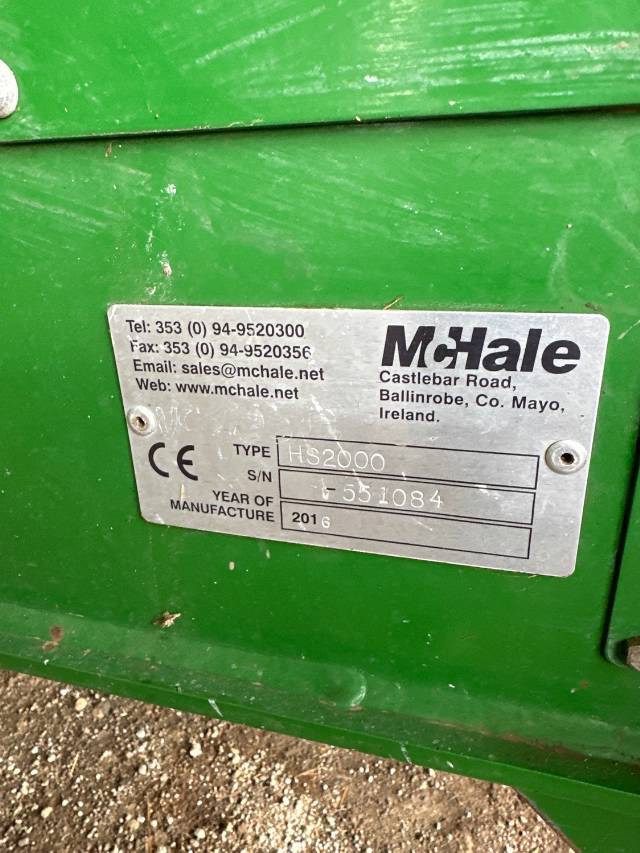 Tel: 353 (0) 94-9520300
Fax: 353 (0) 94-9520356
Email: sales@mchale.net
Web: www.mchale.net
McHale
Castlebar Road,
Ballinrobe, Co. Mayo,
Ireland.
CE
TYPE HS2000
S/N -551084
YEAR OF MANUFACTURE 2016